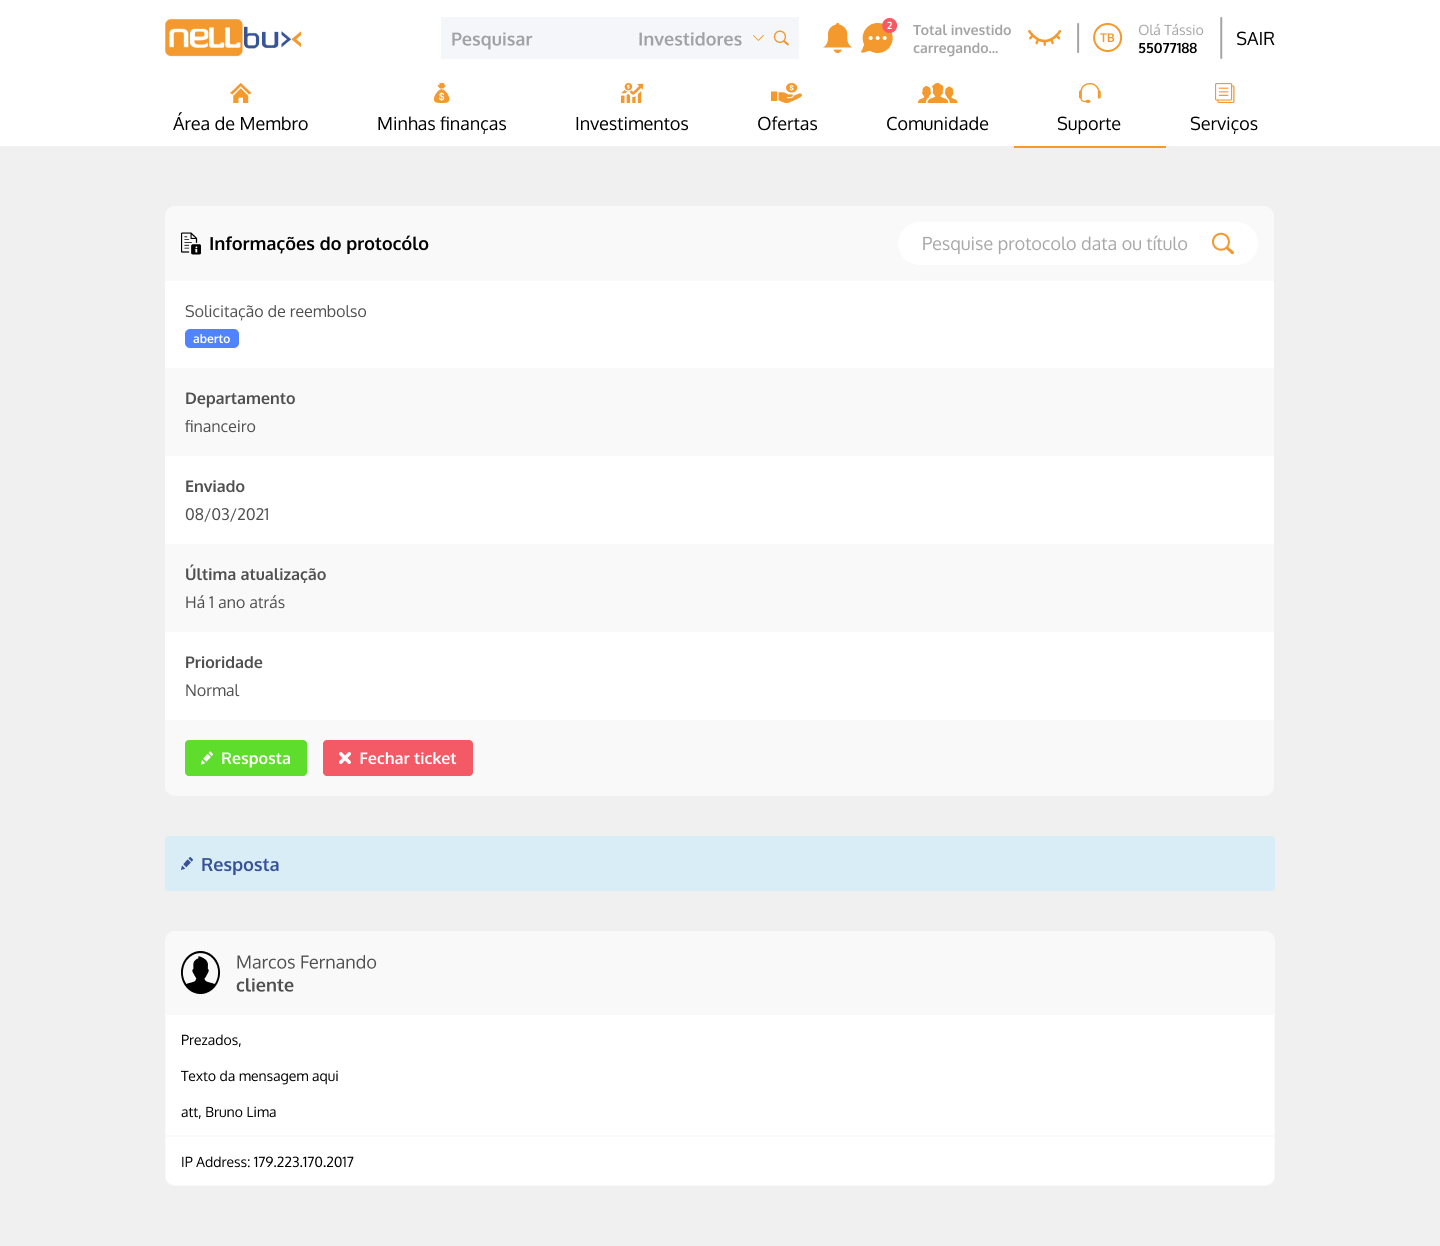 nellbux
Pesquisar
Investidores
2
Total investido
carregando...
TB
Olá Tássio
55077188
SAIR
Área de Membro
Minhas finanças
Investimentos
Ofertas
Comunidade
Suporte
Serviços
Informações do protocólo
Pesquise protocolo data ou título
Solicitação de reembolso
aberto
Departamento
financeiro
Enviado
08/03/2021
Última atualização
Há 1 ano atrás
Prioridade
Normal
Resposta
Fechar ticket
Resposta
Marcos Fernando
cliente
Prezados,
Texto da mensagem aqui
att, Bruno Lima
IP Address: 179.223.170.2017